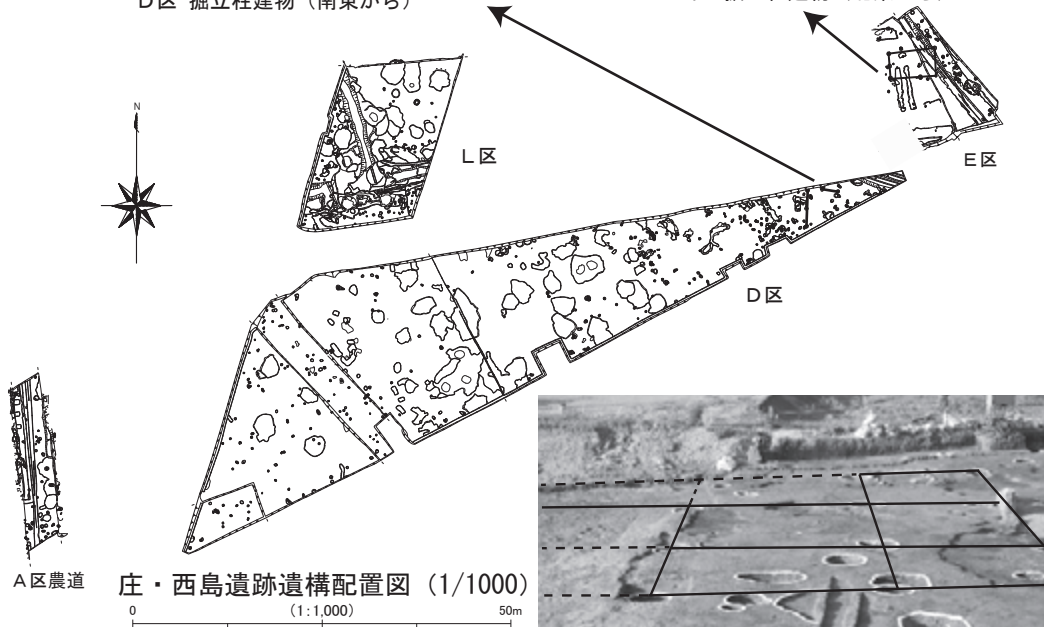 D区 掘立柱建物（南東から）
N
L区
E区
D区
A区農道
庄・西島遺跡遺構配置図（1/1000）
0 (1:1,000) 50m